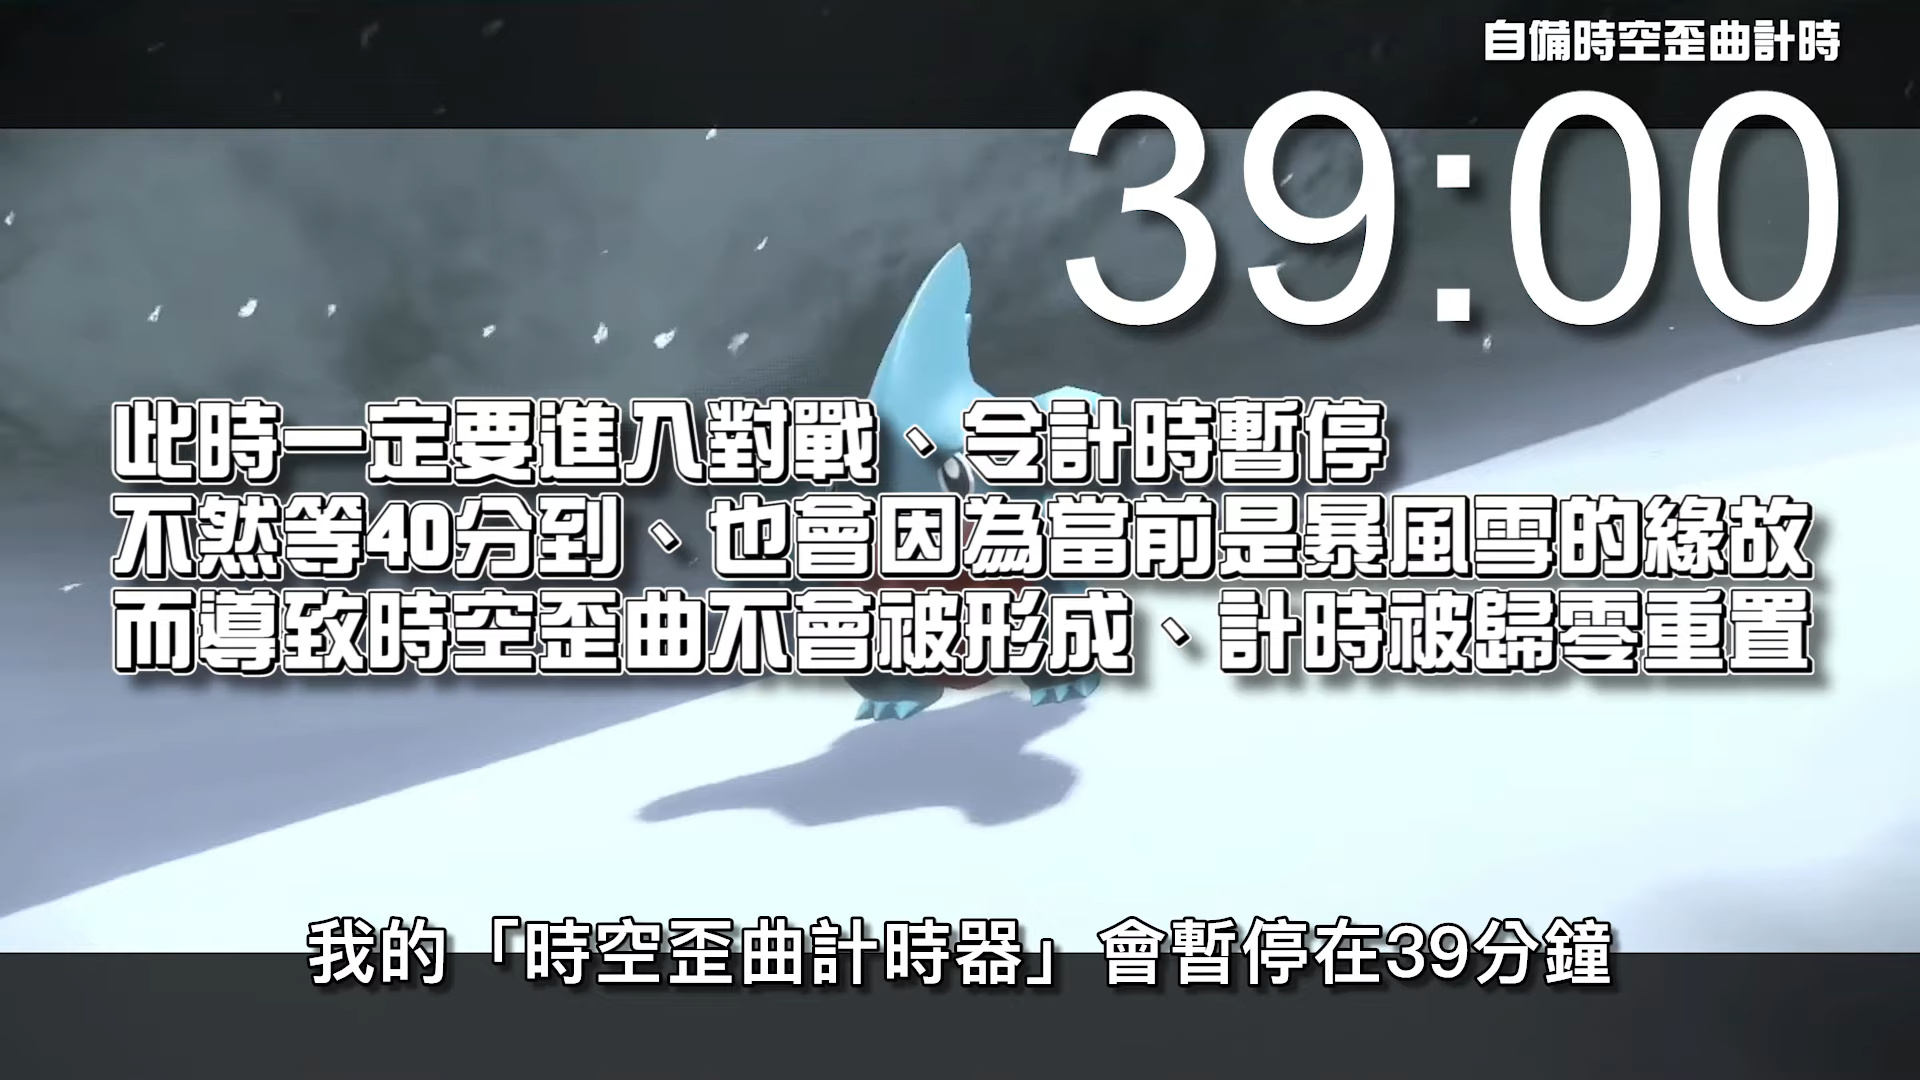 自備時空歪曲計時
39:00
此時一定要進入對戰、令計時暫停
不然等40分到、也會因為當前是暴風雪的緣故
而導致時空歪曲不會被形成、計時被歸零重置
我的「時空歪曲計時器」會暫停在39分鐘